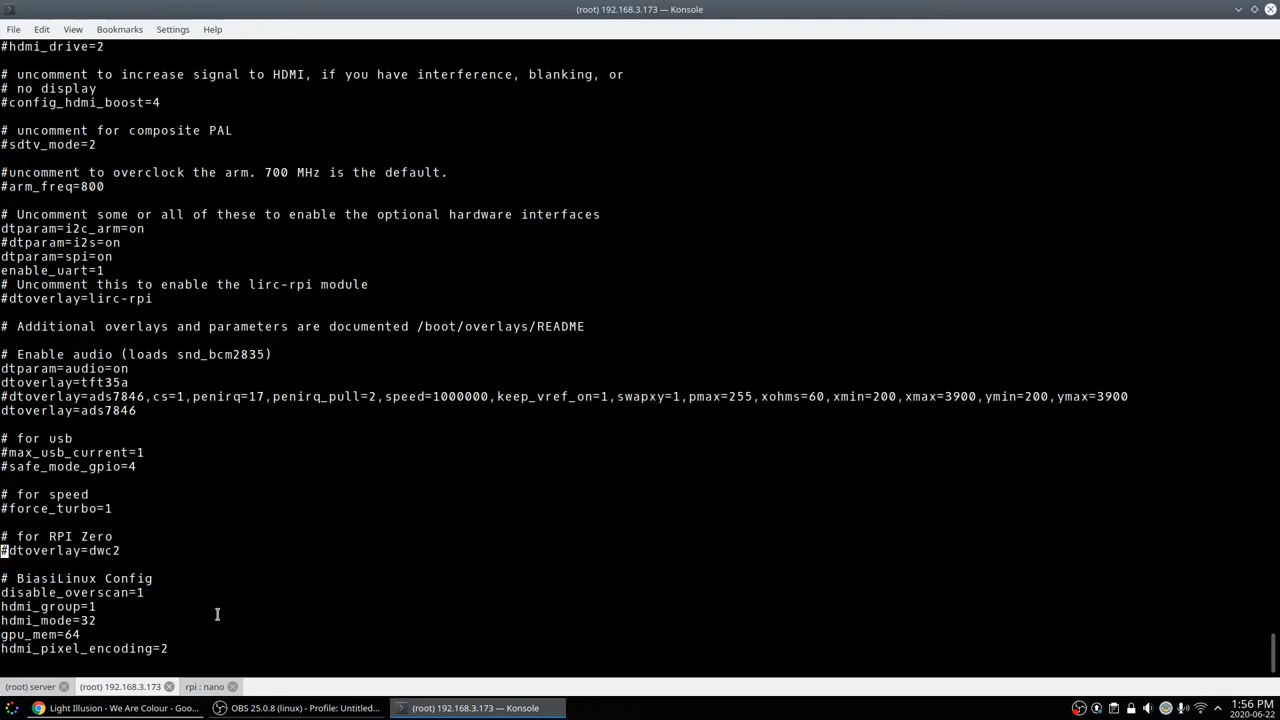 (root) 192.168.3.173 — Konsole
File Edit View Bookmarks Settings Help
#hdmi_drive=2
# uncomment to increase signal to HDMI, if you have interference, blanking, or
# no display
#config_hdmi_boost=4
# uncomment for composite PAL
#sdtv_mode=2
#uncomment to overclock the arm. 700 MHz is the default.
#arm_freq=800
# Uncomment some or all of these to enable the optional hardware interfaces
dtparam=i2c_arm=on
#dtparam=i2s=on
dtparam=spi=on
enable_uart=1
# Uncomment this to enable the lirc-rpi module
#dtoverlay=lirc-rpi
# Additional overlays and parameters are documented /boot/overlays/README
# Enable audio (loads snd_bcm2835)
dtparam=audio=on
dtoverlay=tft35a
#dtoverlay=ads7846,cs=1,penirq=17,penirq_pull=2,speed=1000000,keep_vref_on=1,swapxy=1,pmax=255,xohms=60,xmin=200,xmax=3900,ymin=200,ymax=3900
dtoverlay=ads7846
# for usb
#max_usb_current=1
#safe_mode_gpio=4
# for speed
#force_turbo=1
# for RPI Zero
#dtoverlay=dwc2
# BiasiLinux Config
disable_overscan=1
hdmi_group=1
hdmi_mode=32
gpu_mem=64
hdmi_pixel_encoding=2
(root) server (root) 192.168.3.173 rpi : nano
Light Illusion - We Are Colour - Goo... OBS 25.0.8 (linux) - Profile: Untitled... (root) 192.168.3.173 — Konsole 1:56 PM
2020-06-22